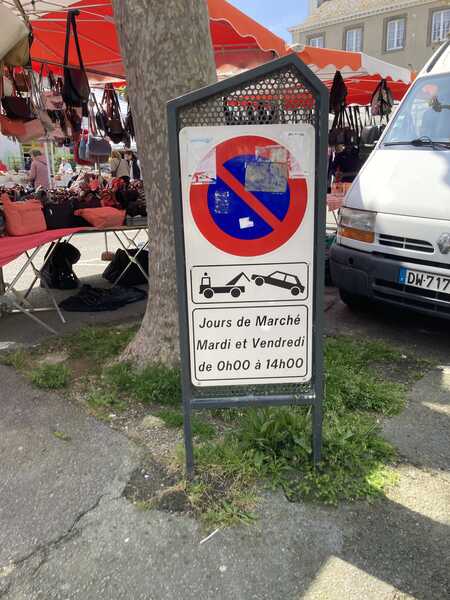 Jours de Marché
Mardi et Vendredi
de 0h00 à 14h00
DW-717